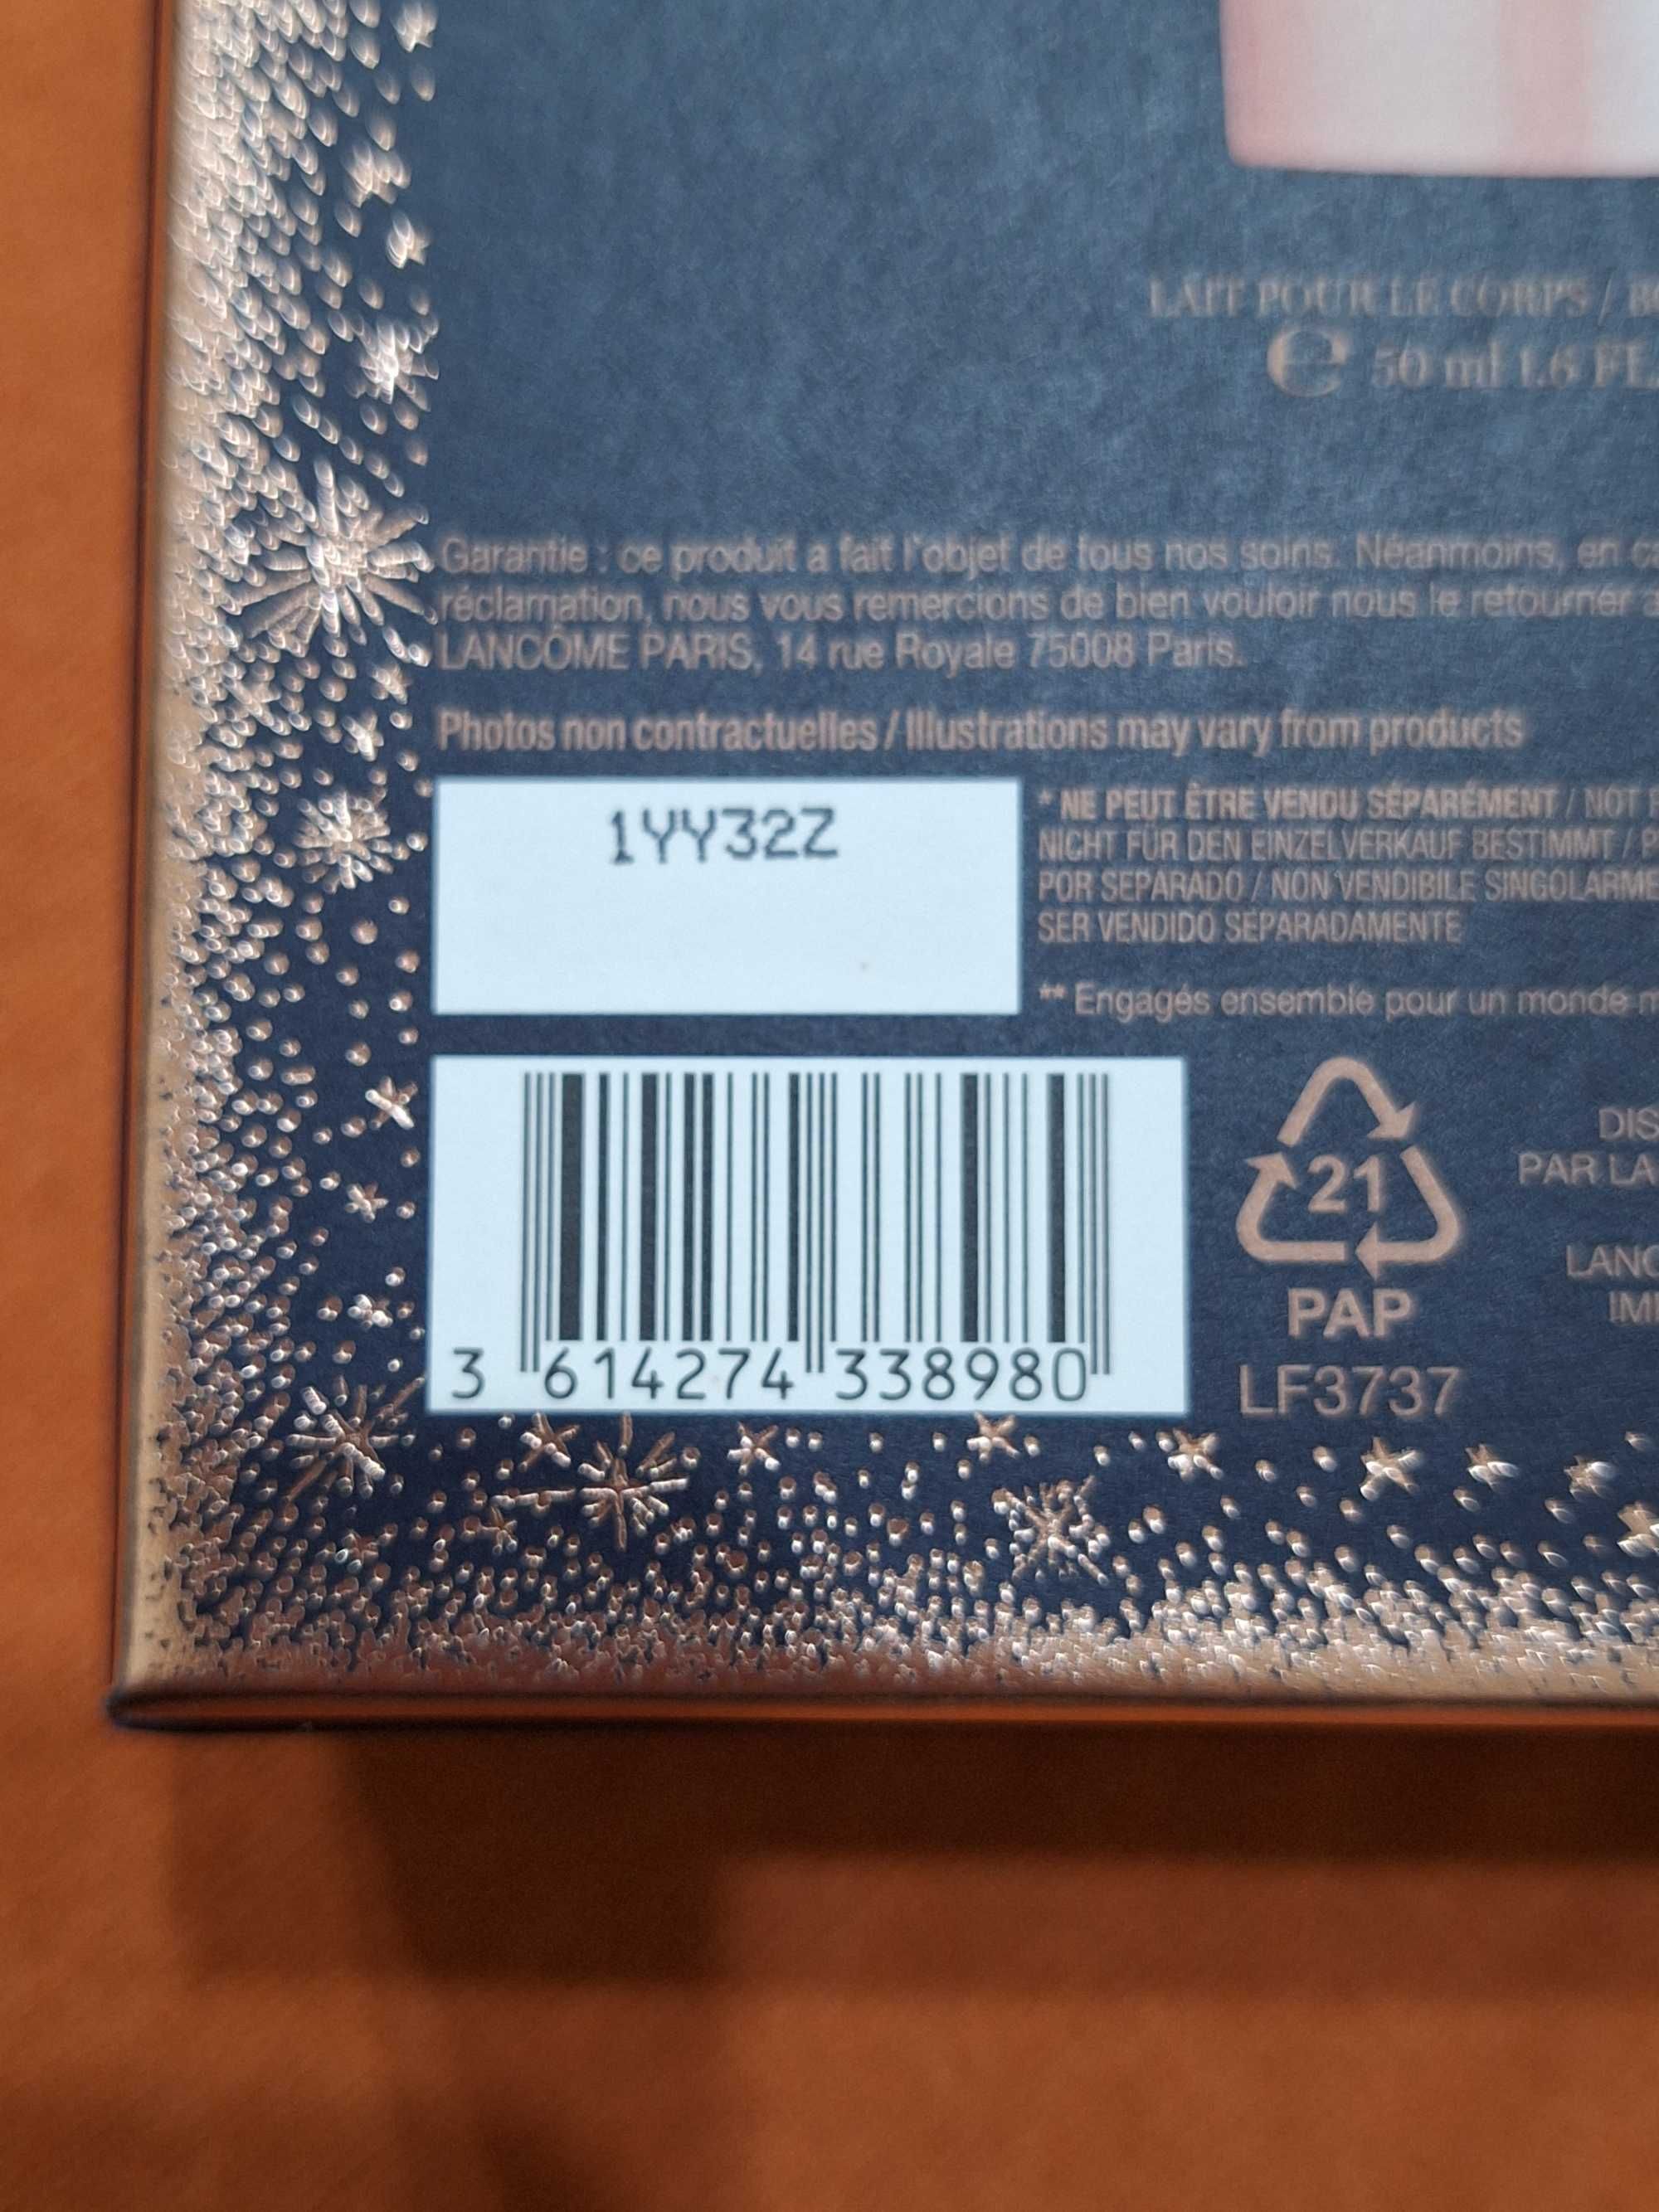 LAIT POUR LE CORPS /
e 50 ml 1.6 FL.
Garantie : ce produit a fait l'objet de tous nos soins. Néanmoins, en
réclamation, nous vous remercions de bien vouloir nous le retourner
LANCÔME PARIS, 14 rue Royale 75008 Paris.
Photos non contractuelles / Illustrations may vary from products
1YY32Z
* NE PEUT ÊTRE VENDU SÉPARÉMENT / NOT
NICHT FÜR DEN EINZELVERKAUF BESTIMMT /
POR SEPARADO / NON VENDIBILE
SER VENDIDO SEPARADAMENTE
** Engagés ensemble pour un monde
21
PAP
LF3737
PAR
3 614274 338980